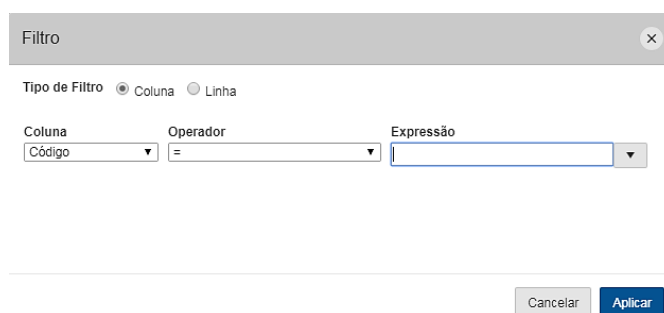 Filtro
Tipo de Filtro Coluna Linha
Coluna Operador Expressão
Código =
Cancelar Aplicar